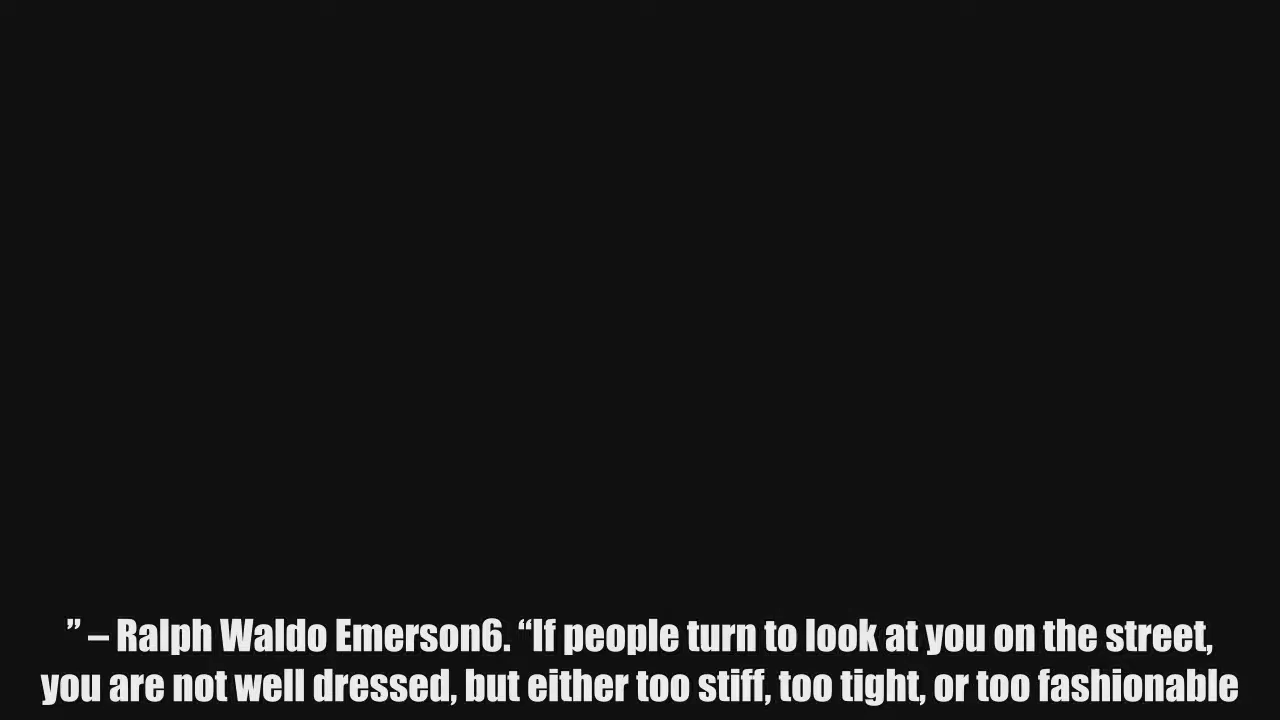 ” – Ralph Waldo Emerson6. “If people turn to look at you on the street,
you are not well dressed, but either too stiff, too tight, or too fashionable